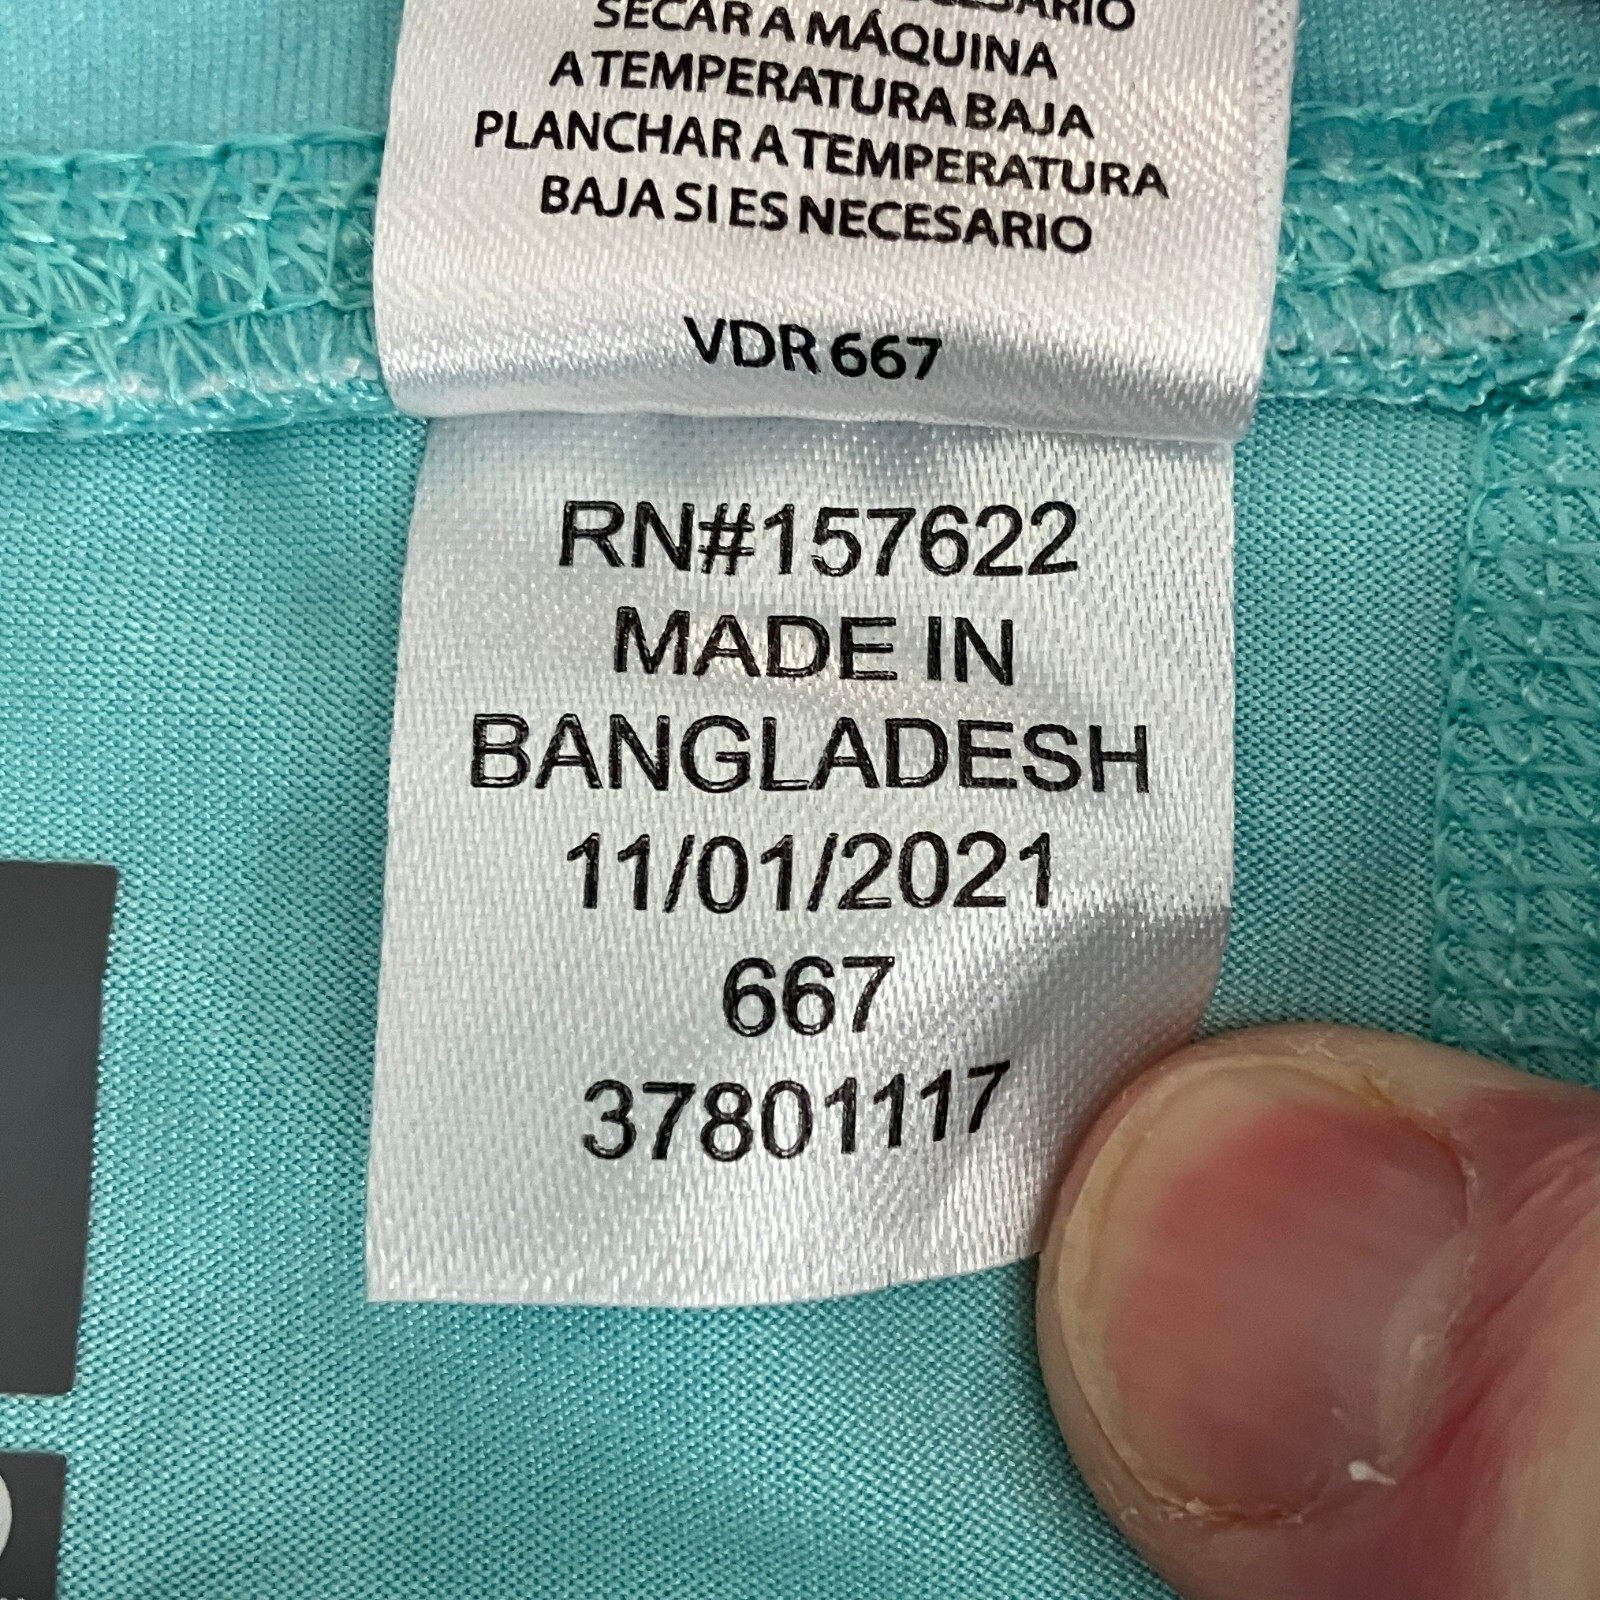 SECAR A MÁQUINA
A TEMPERATURA BAJA
PLANCHAR A TEMPERATURA
BAJA SI ES NECESARIO
VDR 667
RN#157622
MADE IN
BANGLADESH
11/01/2021
667
37801117